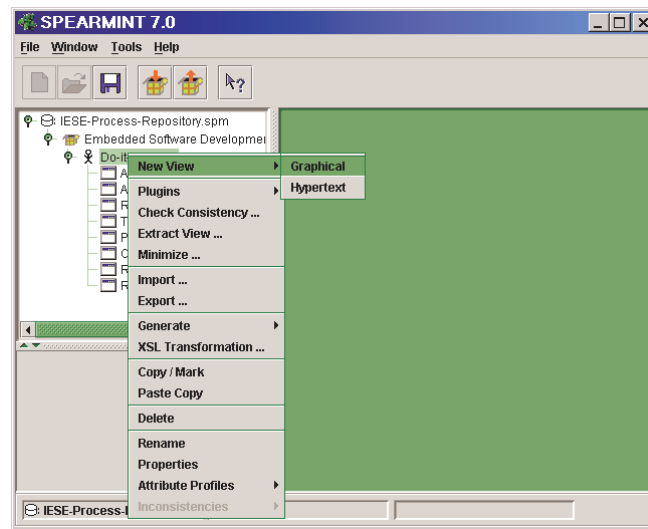 SPEARMINT 7.0
File Window Tools Help
IESE-Process-Repository.spm
Embedded Software
Do-it
New View
Graphical
Hypertext
A
A
R
T
P
C
R
R
Plugins
Check Consistency ...
Extract View ...
Minimize ...
Import ...
Export ...
Generate
XSL Transformation ...
Copy / Mark
Paste Copy
Delete
Rename
Properties
Attribute Profiles
Inconsistencies
IESE-Process-